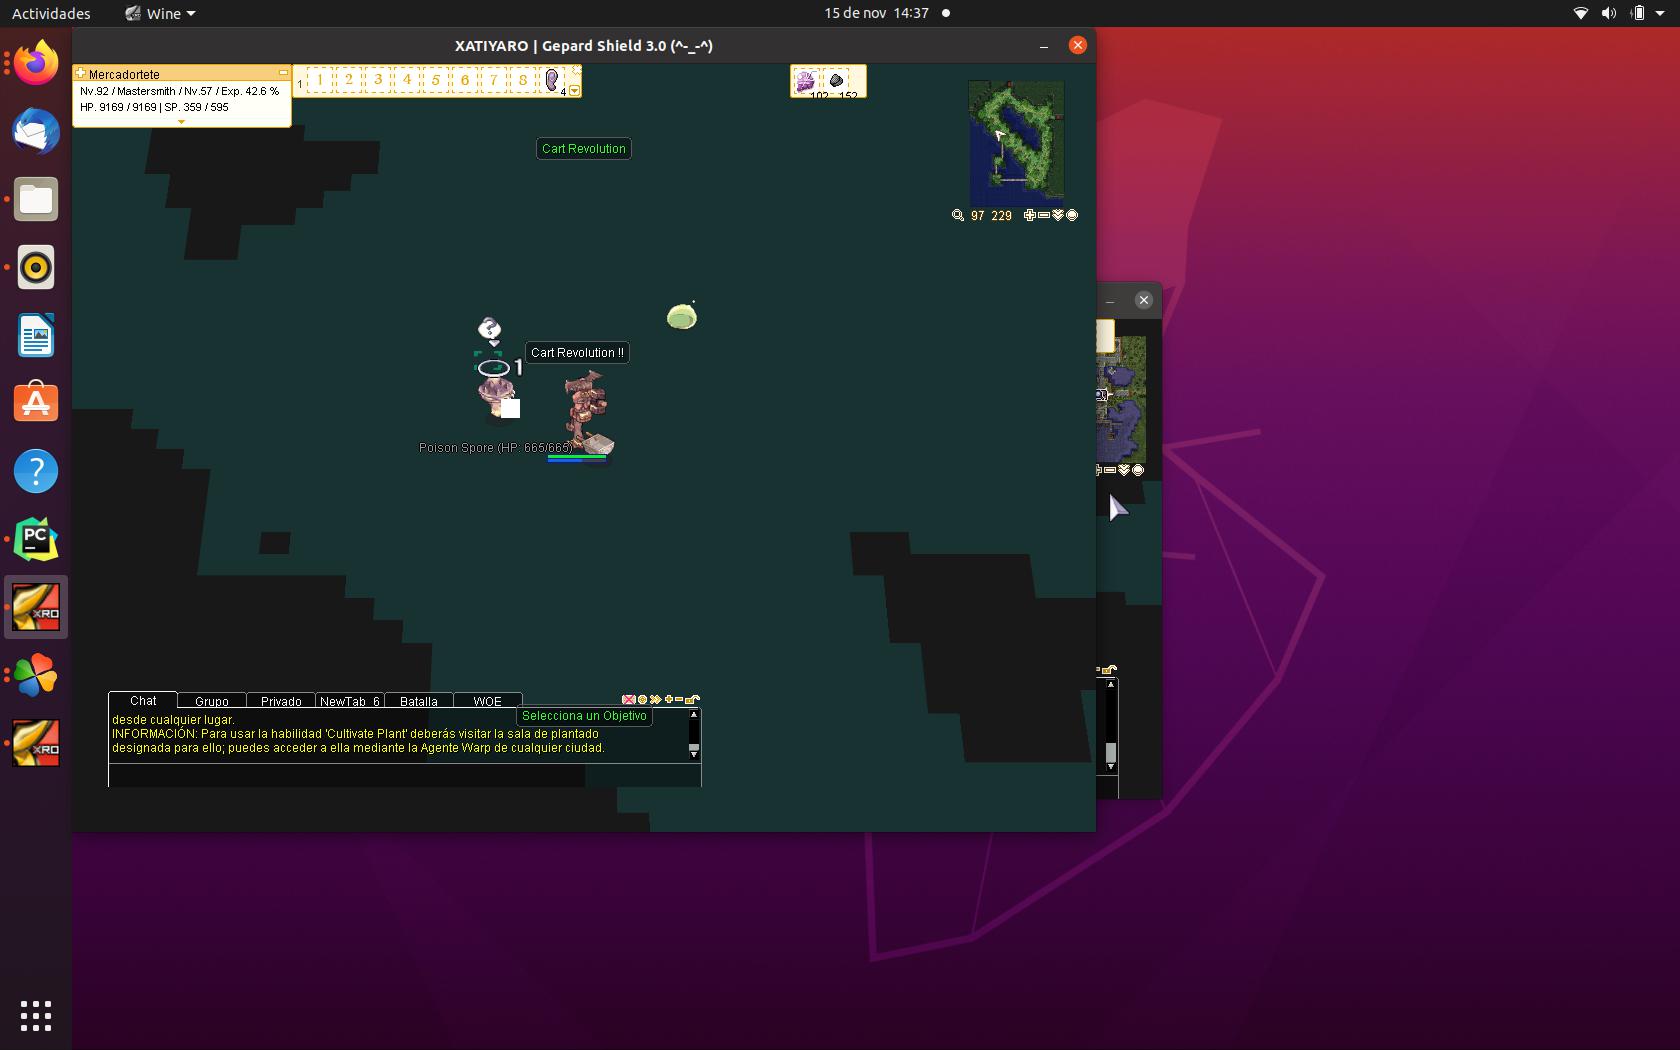 Actividades
Wine
15 de nov 14:37
XATIYARO | Gepard Shield 3.0 (^-_-^)
Mercadortete
Nv.92 / Mastersmith / Nv.57 / Exp. 42.6 %
HP. 9169 / 9169 | SP. 359 / 595
1
1 2 3 4 5 6 7 8
4
102 152
Cart Revolution
97 229
?
1
Cart Revolution !!
Poison Spore (HP: 665/665)
PC
XRO
Chat Grupo Privado NewTab_6 Batalla WOE
Selecciona un Objetivo
desde cualquier lugar.
INFORMACIÓN: Para usar la habilidad 'Cultivate Plant' deberás visitar la sala de plantado
designada para ello; puedes acceder a ella mediante la Agente Warp de cualquier ciudad.
XRO